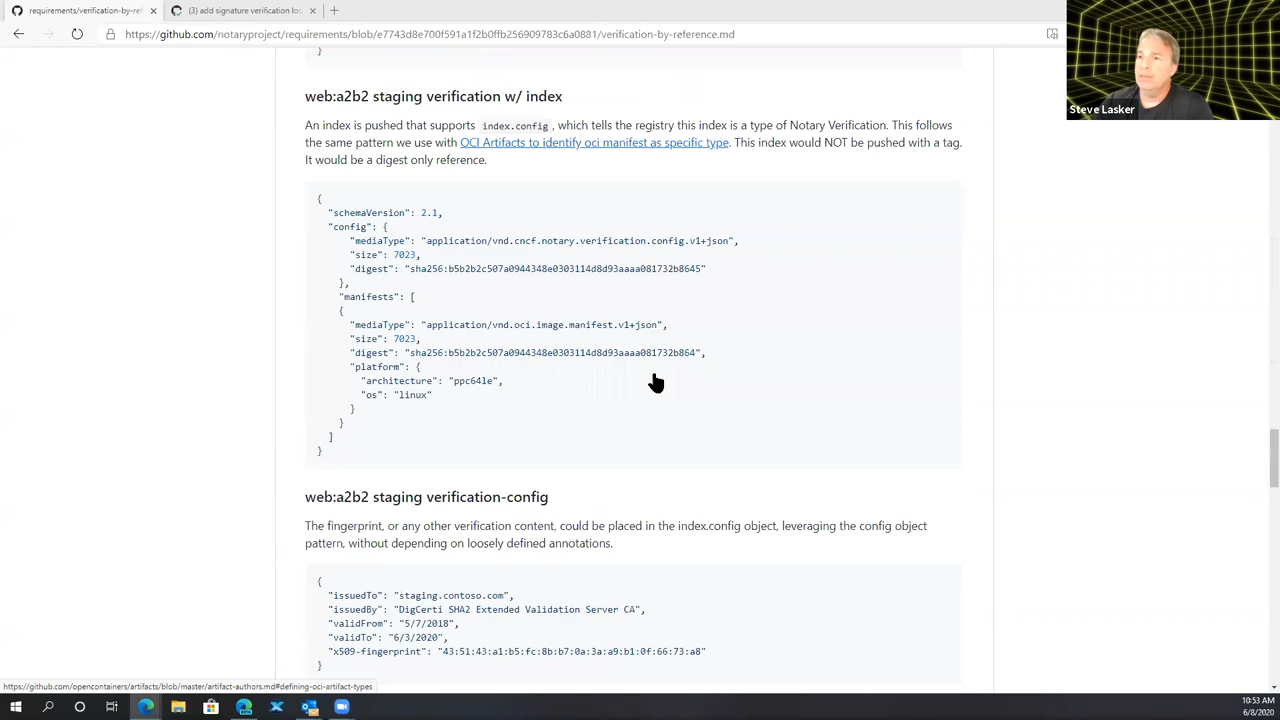 requirements/verification-by-ref
(3) add signature verification loo
https://github.com/notaryproject/requirements/blob/e7743d8e700f591a1f2b0ffb256909783c6a0881/verification-by-reference.md
Steve Lasker
}
web:a2b2 staging verification w/ index
An index is pushed that supports index.config, which tells the registry this index is a type of Notary Verification. This follows
the same pattern we use with OCI Artifacts to identify oci manifest as specific type. This index would NOT be pushed with a tag.
It would be a digest only reference.
{
"schemaVersion": 2.1,
"config": {
"mediaType": "application/vnd.cncf.notary.verification.config.v1+json",
"size": 7023,
"digest": "sha256:b5b2b2c507a0944348e0303114d8d93aaaa081732b8645"
},
"manifests": [
{
"mediaType": "application/vnd.oci.image.manifest.v1+json",
"size": 7023,
"digest": "sha256:b5b2b2c507a0944348e0303114d8d93aaaa081732b864",
"platform": {
"architecture": "ppc64le",
"os": "linux"
}
}
]
}
web:a2b2 staging verification-config
The fingerprint, or any other verification content, could be placed in the index.config object, leveraging the config object
pattern, without depending on loosely defined annotations.
{
"issuedTo": "staging.contoso.com",
"issuedBy": "DigCerti SHA2 Extended Validation Server CA",
"validFrom": "5/7/2018",
"validTo": "6/3/2020",
"x509-fingerprint": "43:51:43:a1:b5:fc:8b:b7:0a:3a:a9:b1:0f:66:73:a8"
}
https://github.com/opencontainers/artifacts/blob/master/artifact-authors.md#defining-oci-artifact-types
10:53 AM
6/8/2020